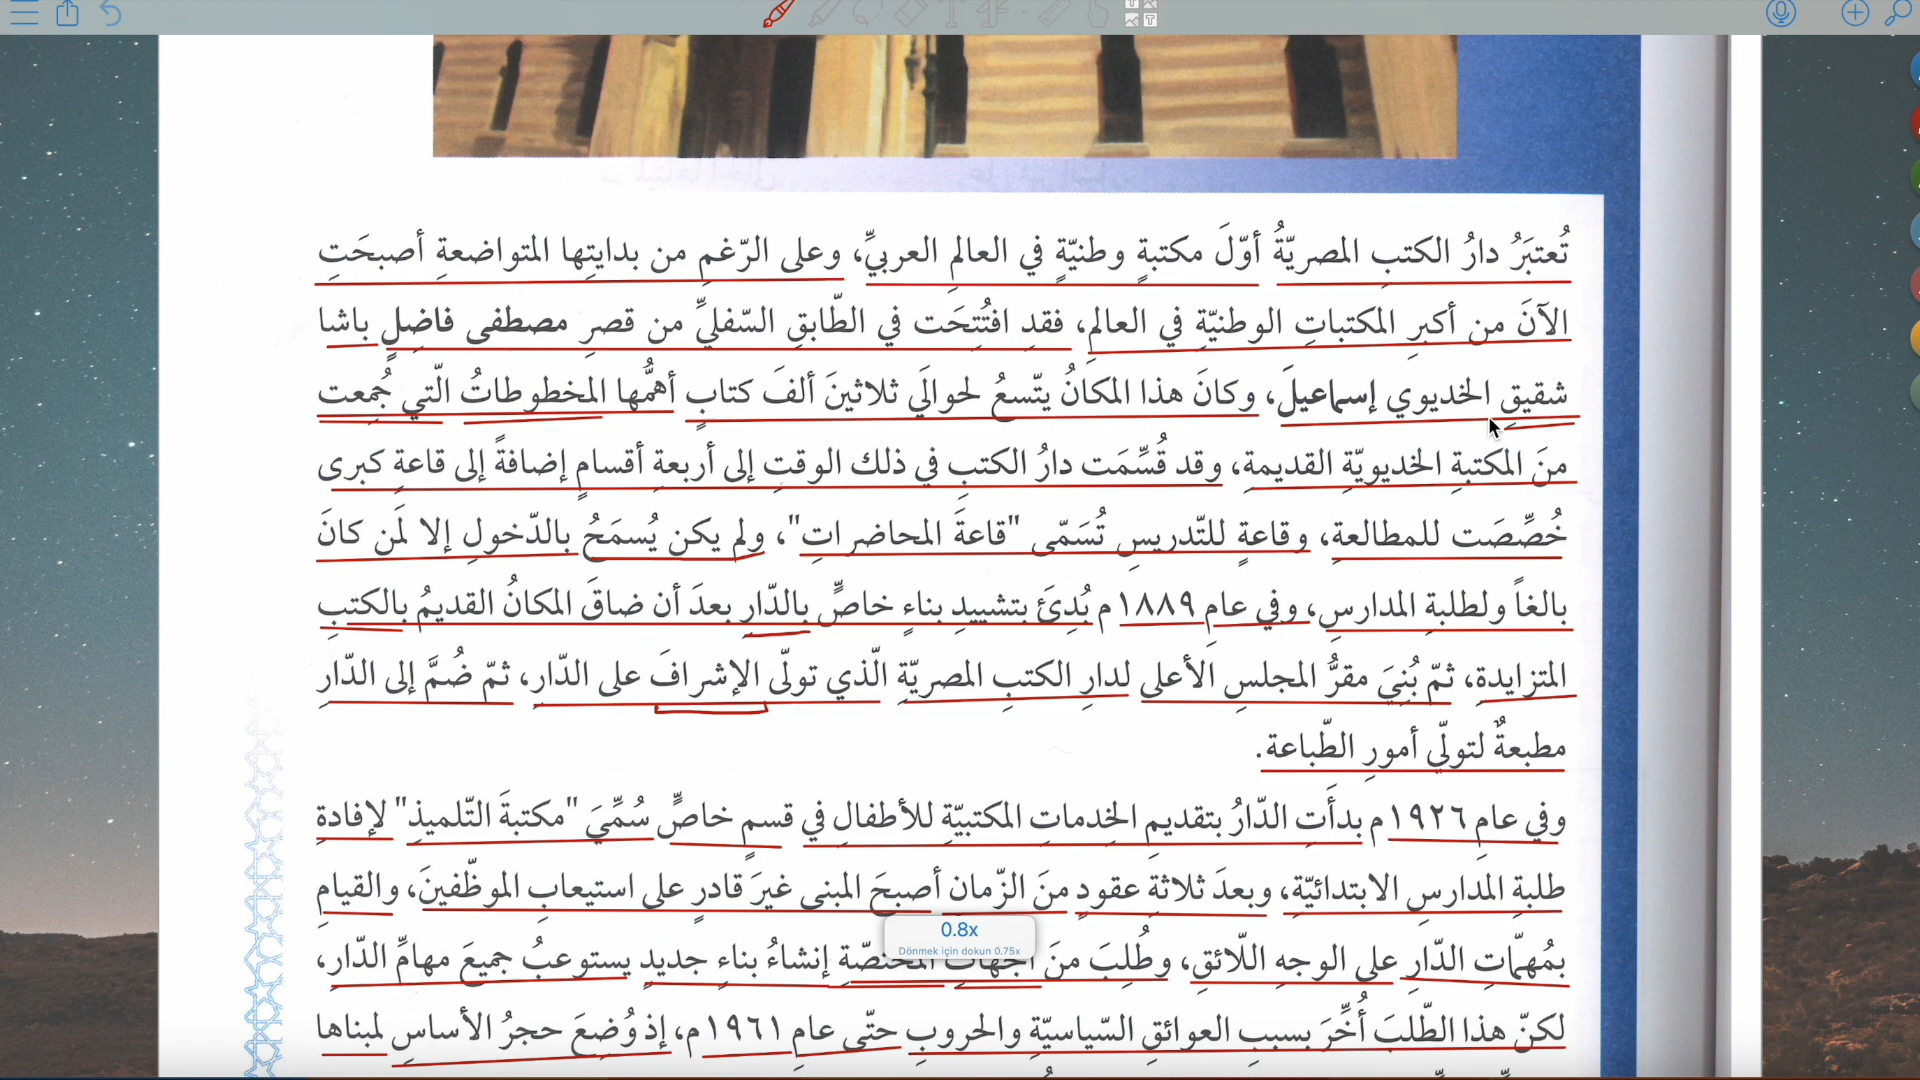 تُعتبَرُ دارُ الكتبِ المصريّةُ أوّلَ مكتبةٍ وطنيّةٍ في العالمِ العربيِّ، وعلى الرّغمِ من بدايتِها المتواضعةِ أصبحَتِ
الآنَ من أكبرِ المكتباتِ الوطنيّةِ في العالمِ، فقدِ افتُتِحَت في الطّابقِ السّفليِّ من قصرِ مصطفى فاضِلٍ باشا
شقيقِ الخديوي إسماعيلَ، وكانَ هذا المكانُ يتّسعُ لحوالَي ثلاثينَ ألفَ كتابٍ أهمُّها المخطوطاتُ الّتي جُمِعت
منَ المكتبةِ الخديويّةِ القديمةِ، وقد قُسِّمَت دارُ الكتبِ في ذلك الوقتِ إلى أربعةِ أقسامٍ إضافةً إلى قاعةٍ كبرى
خُصِّصَت للمطالعةِ، وقاعةٍ للتّدريسِ تُسَمّى "قاعةَ المحاضراتِ"، ولم يكن يُسمَحُ بالدّخولِ إلا لمَن كانَ
بالغاً ولطلبةِ المدارسِ، وفي عامِ ١٨٨٩م بُدِئَ بتشييدِ بناءٍ خاصٍّ بالدّارِ بعدَ أن ضاقَ المكانُ القديمُ بالكتبِ
المتزايدةِ، ثمّ بُنِيَ مقرُّ المجلسِ الأعلى لدارِ الكتبِ المصريّةِ الّذي تولّى الإشرافَ على الدّارِ، ثمّ ضُمَّ إلى الدّارِ
مطبعةٌ لتولّي أمورِ الطّباعة.
وفي عامِ ١٩٢٦م بدأَتِ الدّارُ بتقديمِ الخِدماتِ المكتبيّةِ للأطفالِ في قسمٍ خاصٍّ سُمِّيَ "مكتبةَ التّلميذِ" لإفادةِ
طلبةِ المدارسِ الابتدائيّةِ، وبعدَ ثلاثةِ عقودٍ منَ الزّمانِ أصبحَ المبنى غيرَ قادرٍ على استيعابِ الموظّفينَ، والقيامِ
0.8x
Dönmek için dokun 0.75x
بمُهمّاتِ الدّارِ على الوجهِ اللّائقِ، وطُلِبَ منَ الجهاتِ المختصّةِ إنشاءُ بناءٍ جديدٍ يستوعبُ جميعَ مهامِّ الدّارِ،
لكنّ هذا الطّلبَ أُخِّرَ بسببِ العوائقِ السّياسيّةِ والحروبِ حتّى عامِ ١٩٦١م، إذ وُضِعَ حجرُ الأساسِ لمبناها